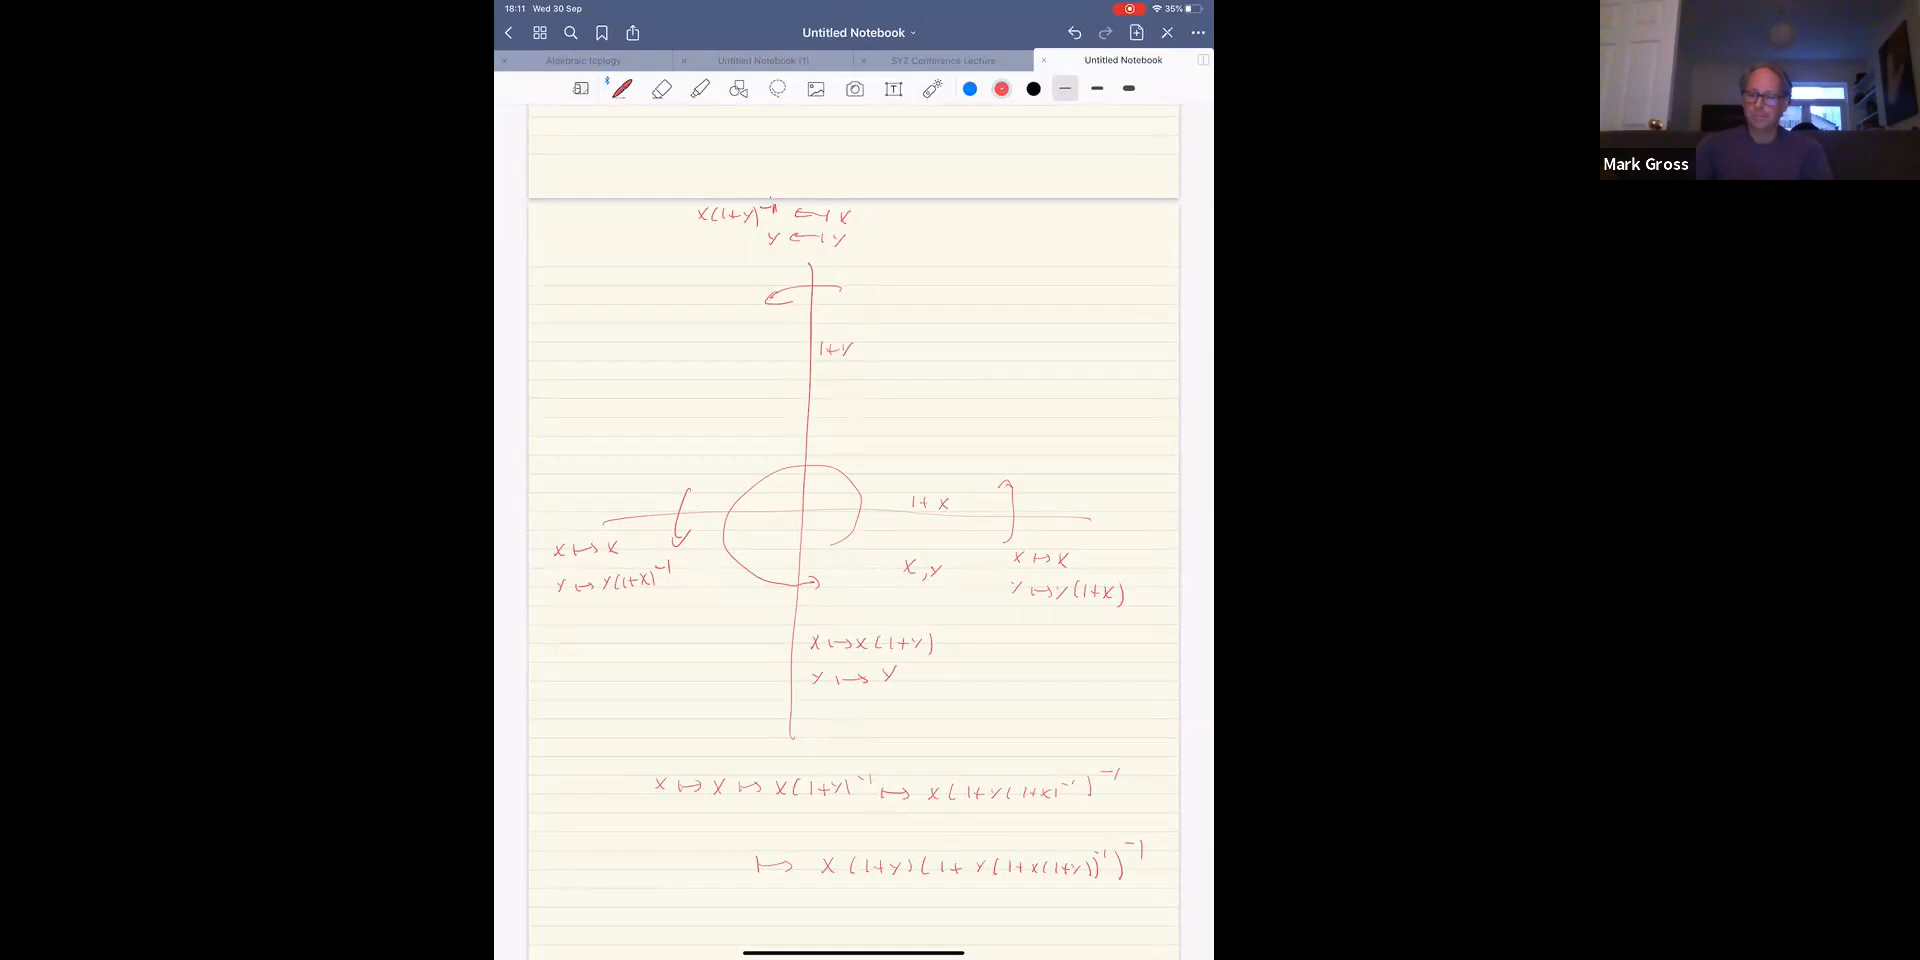 18:11 Wed 30 Sep
35%
Untitled Notebook
Algebraic toplogy
Untitled Notebook (1)
SYZ Conference Lecture
Untitled Notebook
Mark Gross
x(1+y)⁻¹ ↤ x
y ↤ y
1+y
1+x
x ↦ x
y ↦ y(1+x)⁻¹
x, y
x ↦ x
y ↦ y(1+x)
x ↦ x(1+y)
y ↦ y
x ↦ x ↦ x(1+y)⁻¹ ↦ x(1+y(1+x)⁻¹)⁻¹
↦ x(1+y)(1+y(1+x(1+y))⁻¹)⁻¹